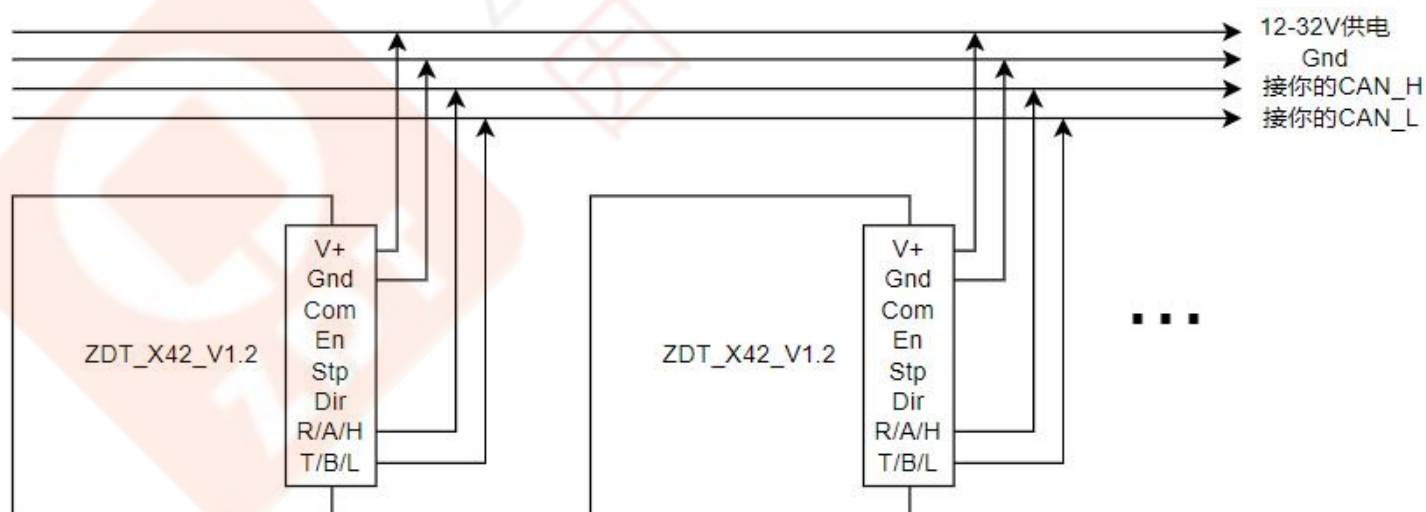 12-32V供电
Gnd
接你的CAN_H
接你的CAN_L
V+
Gnd
Com
En
Stp
Dir
R/A/H
T/B/L
ZDT_X42_V1.2
V+
Gnd
Com
En
Stp
Dir
R/A/H
T/B/L
ZDT_X42_V1.2
...